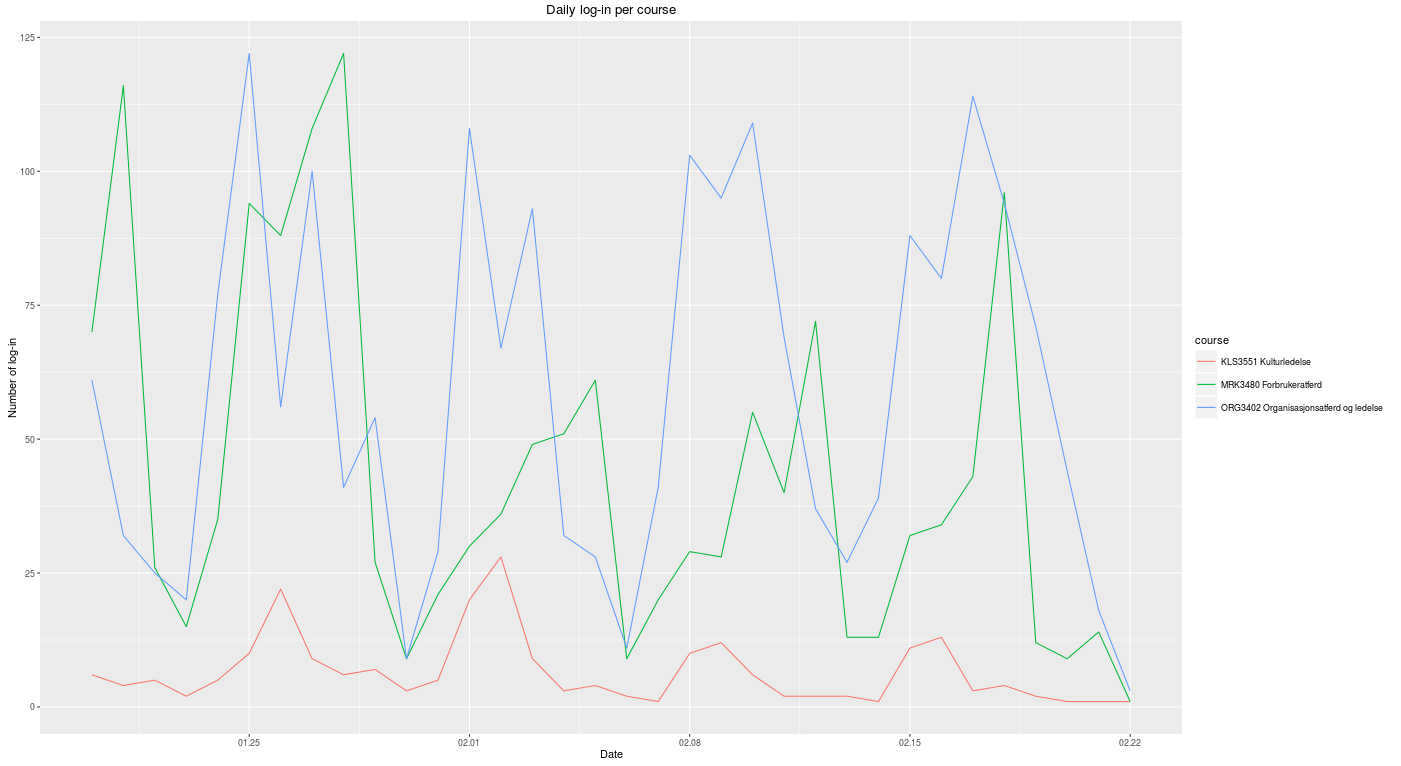 Daily log-in per course
125
100
75
50
25
0
Number of log-in
01.25 02.01 02.08 02.15 02.22
Date
course
KLS3551 Kulturledelse
MRK3480 Forbrukeratferd
ORG3402 Organisasjonsatferd og ledelse